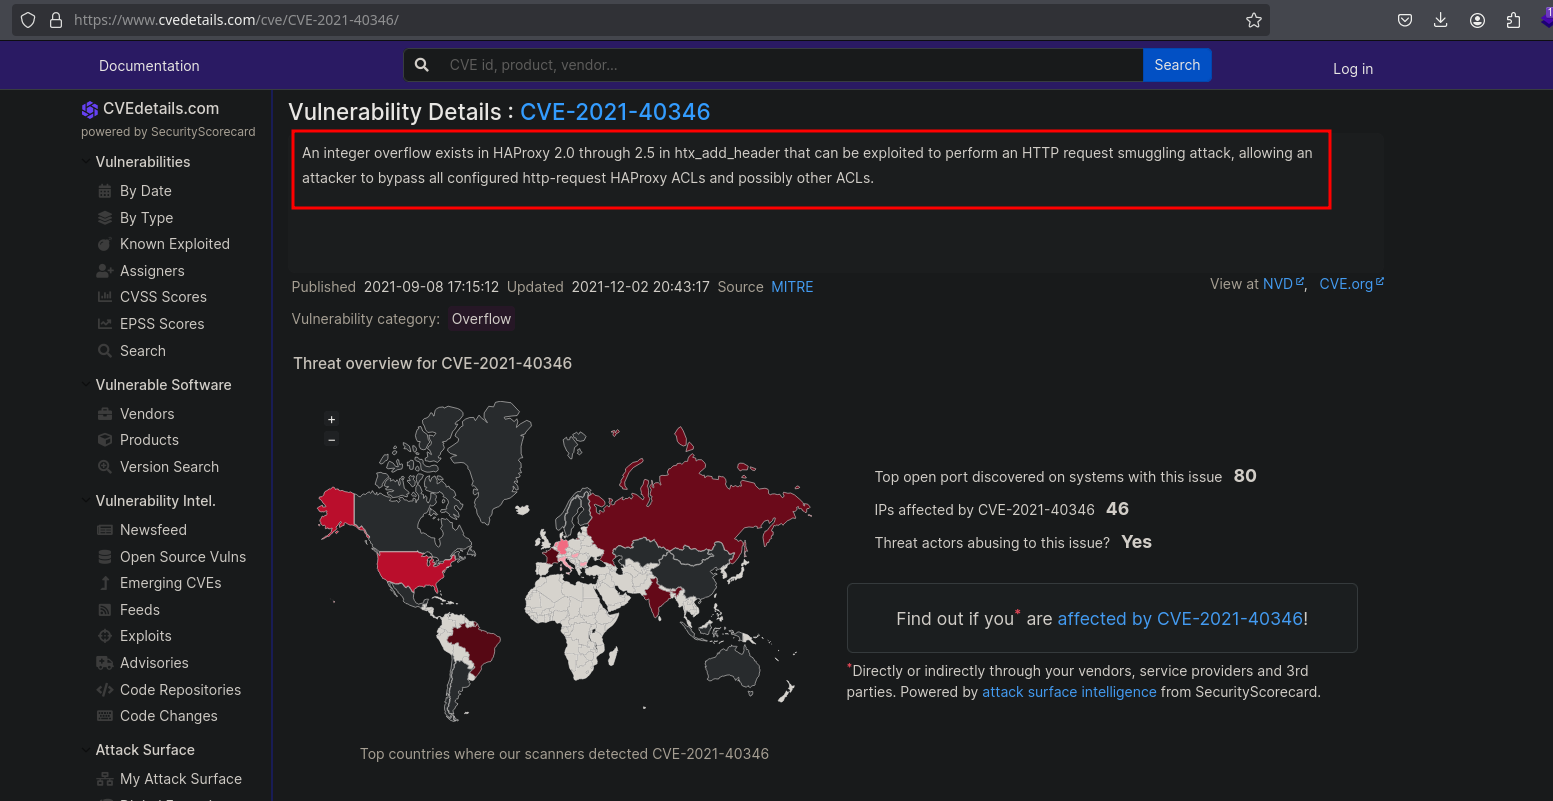 https://www.cvedetails.com/cve/CVE-2021-40346/
1
Documentation
CVE id, product, vendor...
Search
Log in
CVEdetails.com
powered by SecurityScorecard
Vulnerabilities
By Date
By Type
Known Exploited
Assigners
CVSS Scores
EPSS Scores
Search
Vulnerable Software
Vendors
Products
Version Search
Vulnerability Intel.
Newsfeed
Open Source Vulns
Emerging CVEs
Feeds
Exploits
Advisories
Code Repositories
Code Changes
Attack Surface
My Attack Surface
Vulnerability Details : CVE-2021-40346
An integer overflow exists in HAProxy 2.0 through 2.5 in htx_add_header that can be exploited to perform an HTTP request smuggling attack, allowing an
attacker to bypass all configured http-request HAProxy ACLs and possibly other ACLs.
Published 2021-09-08 17:15:12 Updated 2021-12-02 20:43:17 Source MITRE
View at NVD, CVE.org
Vulnerability category: Overflow
Threat overview for CVE-2021-40346
+
−
Top countries where our scanners detected CVE-2021-40346
Top open port discovered on systems with this issue 80
IPs affected by CVE-2021-40346 46
Threat actors abusing to this issue? Yes
Find out if you* are affected by CVE-2021-40346!
*Directly or indirectly through your vendors, service providers and 3rd
parties. Powered by attack surface intelligence from SecurityScorecard.